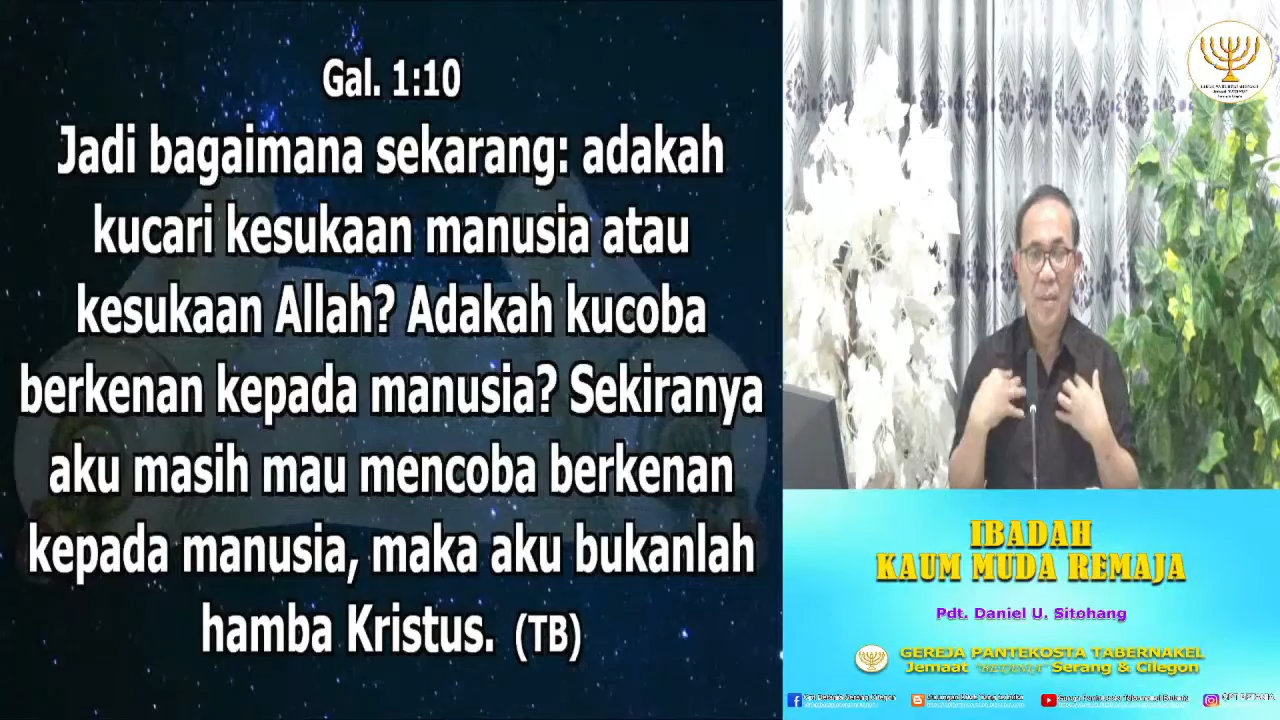 Gal. 1:10
Jadi bagaimana sekarang: adakah
kucari kesukaan manusia atau
kesukaan Allah? Adakah kucoba
berkenan kepada manusia? Sekiranya
aku masih mau mencoba berkenan
kepada manusia, maka aku bukanlah
hamba Kristus. (TB)
IBADAH
KAUM MUDA REMAJA
Pdt. Daniel U. Sitohang
GEREJA PANTEKOSTA TABERNAKEL
Jemaat "BETANIA" Serang & Cilegon